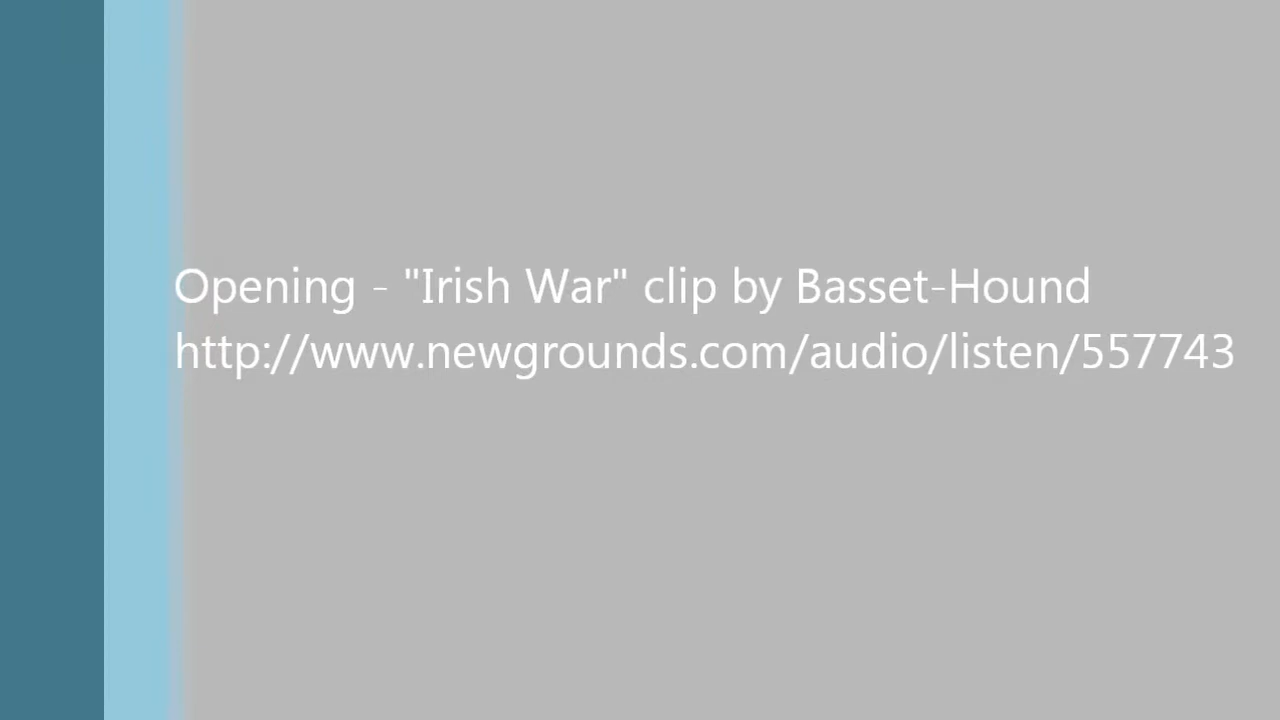 Opening - "Irish War" clip by Basset-Hound
http://www.newgrounds.com/audio/listen/557743